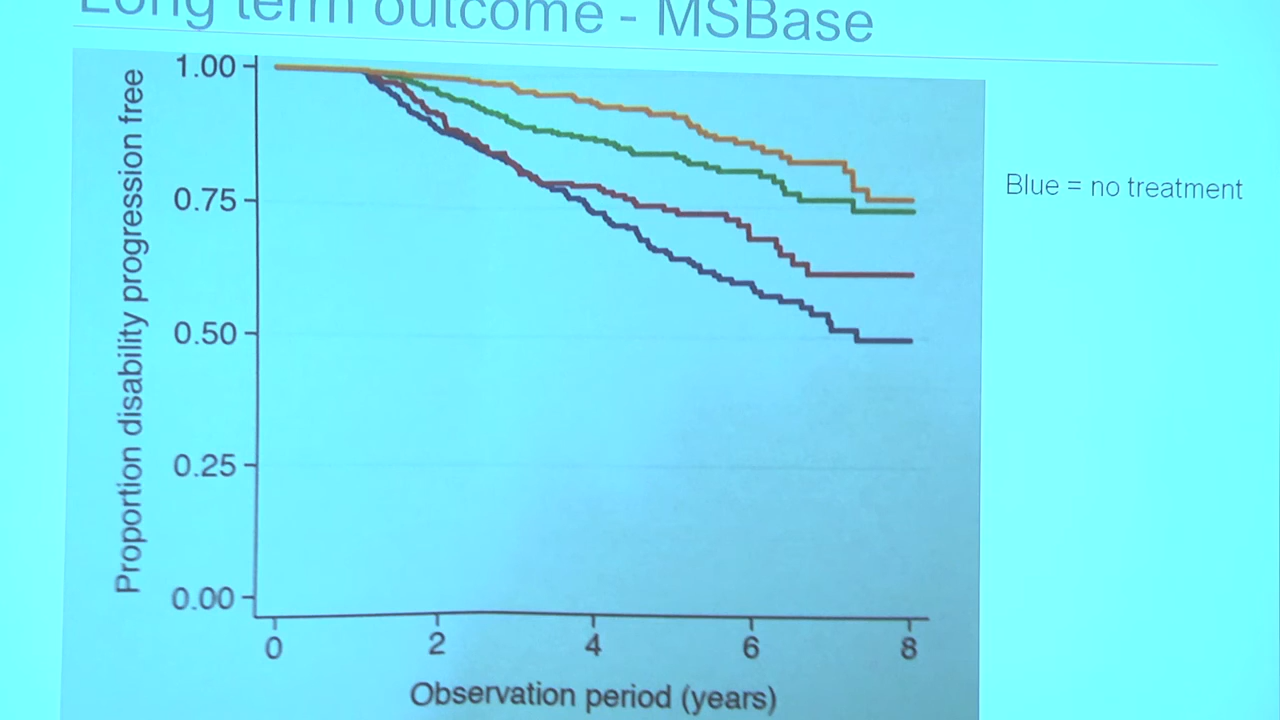 Long term outcome - MSBase
Proportion disability progression free
1.00
0.75
0.50
0.25
0.00
0
2
4
6
8
Observation period (years)
Blue = no treatment